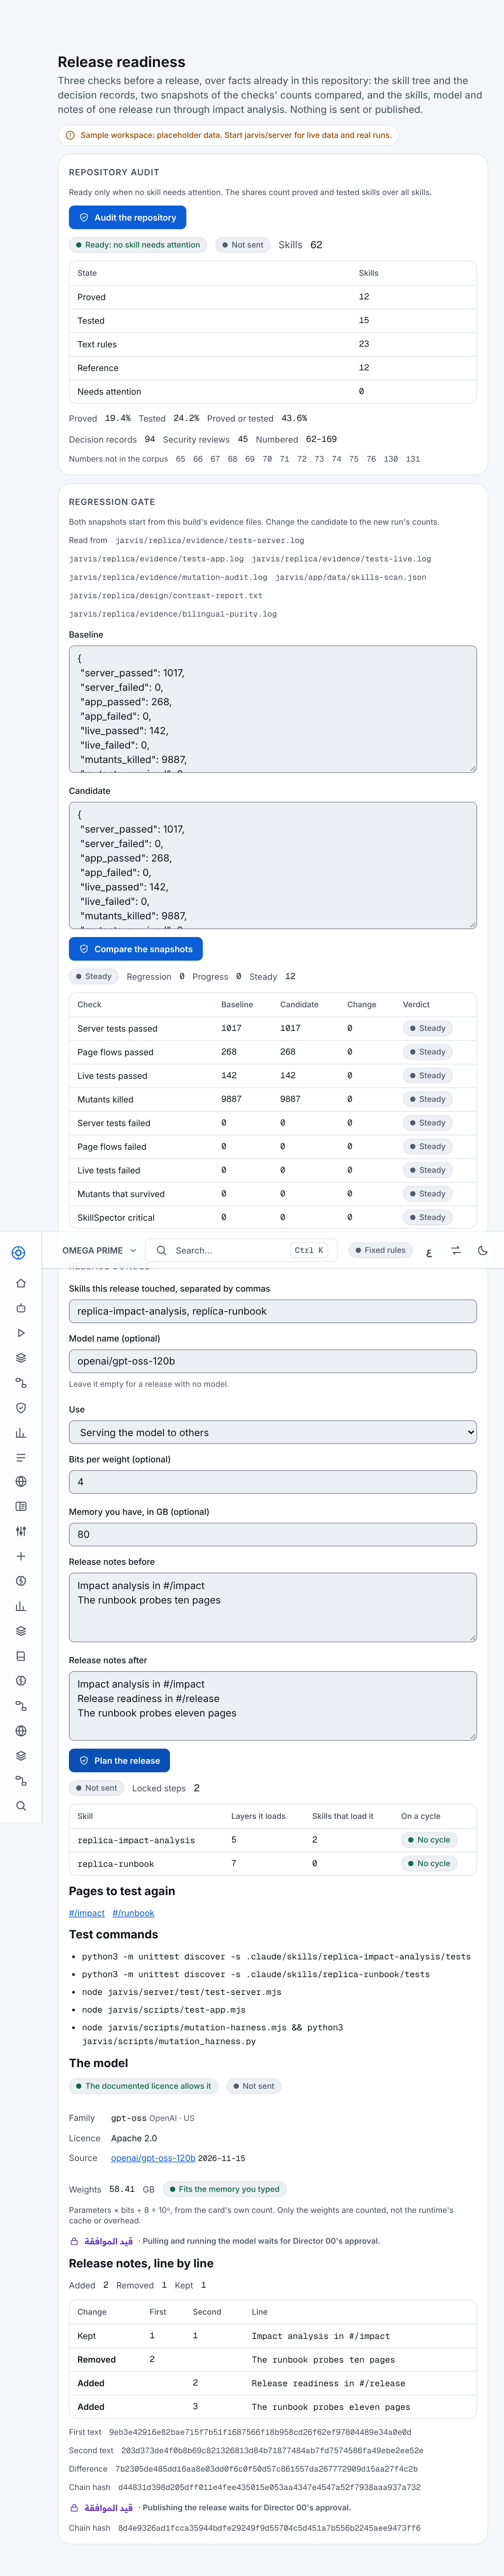 Release readiness
Three checks before a release, over facts already in this repository: the skill tree and the
decision records, two snapshots of the checks' counts compared, and the skills, model and
notes of one release run through impact analysis. Nothing is sent or published.
Sample workspace: placeholder data. Start jarvis/server for live data and real runs.
REPOSITORY AUDIT
Ready only when no skill needs attention. The shares count proved and tested skills over all skills.
Audit the repository
Ready: no skill needs attention Not sent Skills 62
State Skills
Proved 12
Tested 15
Text rules 23
Reference 12
Needs attention 0
Proved 19.4% Tested 24.2% Proved or tested 43.6%
Decision records 94 Security reviews 45 Numbered 62–169
Numbers not in the corpus 65 66 67 68 69 70 71 72 73 74 75 76 130 131
REGRESSION GATE
Both snapshots start from this build's evidence files. Change the candidate to the new run's counts.
Read from jarvis/replica/evidence/tests-server.log
jarvis/replica/evidence/tests-app.log jarvis/replica/evidence/tests-live.log
jarvis/replica/evidence/mutation-audit.log jarvis/app/data/skills-scan.json
jarvis/replica/design/contrast-report.txt
jarvis/replica/evidence/bilingual-purity.log
Baseline
{
"server_passed": 1017,
"server_failed": 0,
"app_passed": 268,
"app_failed": 0,
"live_passed": 142,
"live_failed": 0,
"mutants_killed": 9887,
Candidate
{
"server_passed": 1017,
"server_failed": 0,
"app_passed": 268,
"app_failed": 0,
"live_passed": 142,
"live_failed": 0,
"mutants_killed": 9887,
Compare the snapshots
Steady Regression 0 Progress 0 Steady 12
Check Baseline Candidate Change Verdict
Server tests passed 1017 1017 0 Steady
Page flows passed 268 268 0 Steady
Live tests passed 142 142 0 Steady
Mutants killed 9887 9887 0 Steady
Server tests failed 0 0 0 Steady
Page flows failed 0 0 0 Steady
Live tests failed 0 0 0 Steady
Mutants that survived 0 0 0 Steady
SkillSpector critical 0 0 0 Steady
OMEGA PRIME Search... Ctrl K Fixed rules ع
Skills this release touched, separated by commas
replica-impact-analysis, replica-runbook
Model name (optional)
openai/gpt-oss-120b
Leave it empty for a release with no model.
Use
Serving the model to others
Bits per weight (optional)
4
Memory you have, in GB (optional)
80
Release notes before
Impact analysis in #/impact
The runbook probes ten pages
Release notes after
Impact analysis in #/impact
Release readiness in #/release
The runbook probes eleven pages
Plan the release
Not sent Locked steps 2
Skill Layers it loads Skills that load it On a cycle
replica-impact-analysis 5 2 No cycle
replica-runbook 7 0 No cycle
Pages to test again
#/impact #/runbook
Test commands
python3 -m unittest discover -s .claude/skills/replica-impact-analysis/tests
python3 -m unittest discover -s .claude/skills/replica-runbook/tests
node jarvis/server/test/test-server.mjs
node jarvis/scripts/test-app.mjs
node jarvis/scripts/mutation-harness.mjs && python3
jarvis/scripts/mutation_harness.py
The model
The documented licence allows it Not sent
Family gpt-oss OpenAI · US
Licence Apache 2.0
Source openai/gpt-oss-120b 2026-11-15
Weights 58.41 GB Fits the memory you typed
Parameters × bits ÷ 8 ÷ 10⁹, from the card's own count. Only the weights are counted, not the runtime's
cache or overhead.
قيد الموافقة · Pulling and running the model waits for Director 00's approval.
Release notes, line by line
Added 2 Removed 1 Kept 1
Change First Second Line
Kept 1 1 Impact analysis in #/impact
Removed 2 The runbook probes ten pages
Added 2 Release readiness in #/release
Added 3 The runbook probes eleven pages
First text 9eb3e42916e82bae715f7b51f1687566f18b958cd26f62ef97804489e34a0e0d
Second text 203d373de4f0b8b69c821326813d84b71877484ab7fd7574586fa49ebe2ee52e
Difference 7b2305de485dd16aa8e03dd0f6c0f50d57c861557da267772909d15aa27f4c2b
Chain hash d44831d398d205dff011e4fee435015e053aa4347e4547a52f7938aaa937a732
قيد الموافقة · Publishing the release waits for Director 00's approval.
Chain hash 8d4e9326ad1fcca35944bdfe29249f9d55704c5d451a7b556b2245aee9473ff6